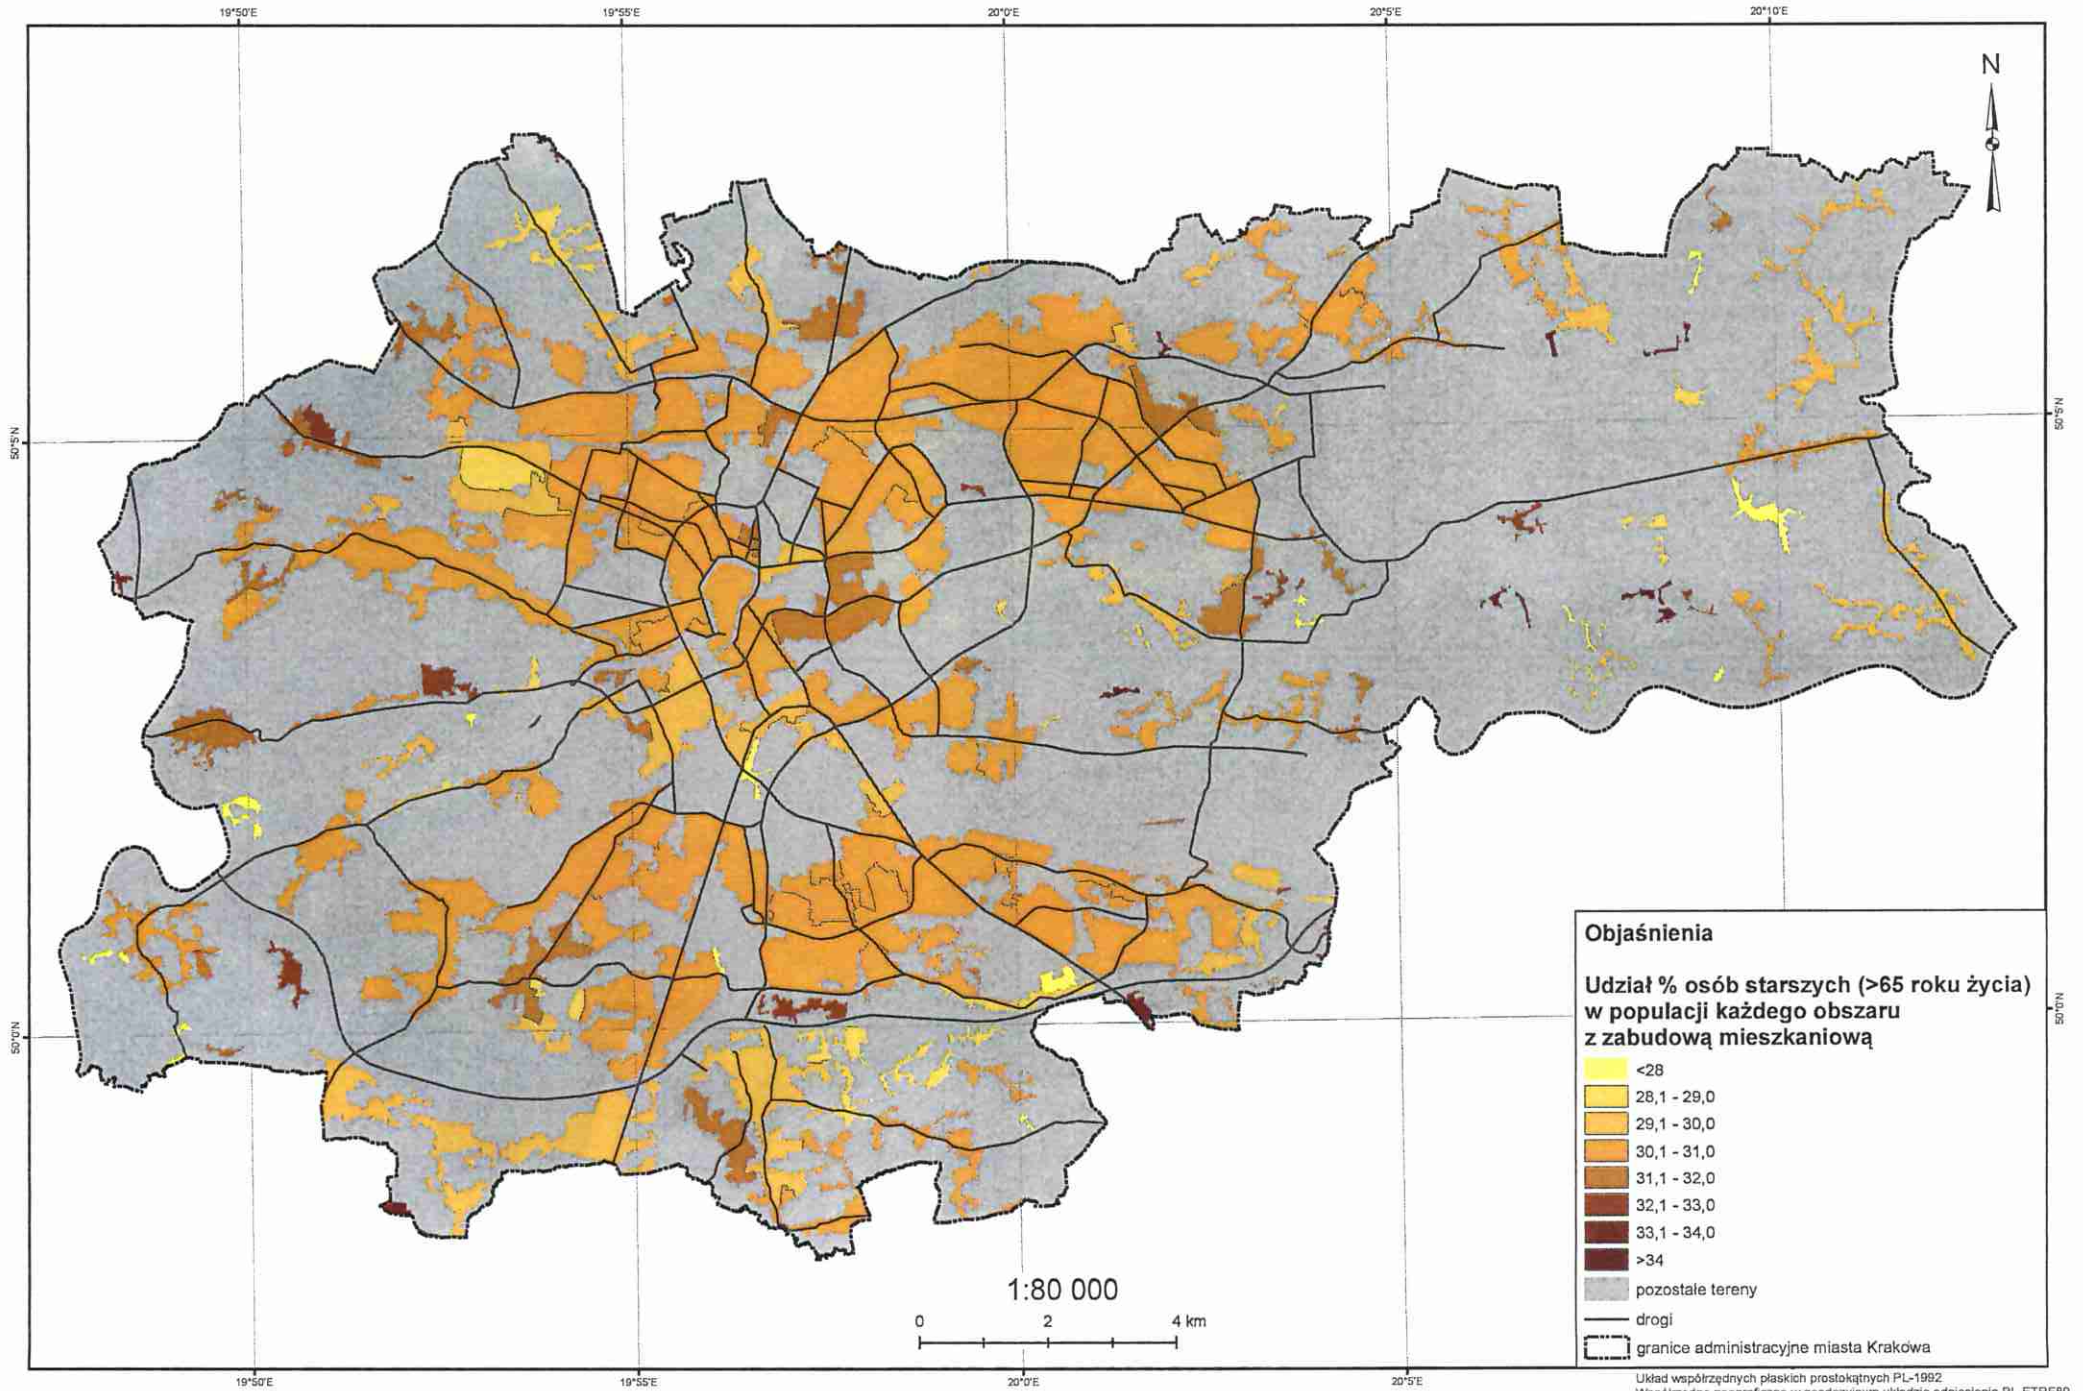 19°50'E 19°55'E 20°0'E 20°5'E 20°10'E
N
50°5'N 50°5'N
50°0'N 50°0'N
Objaśnienia
Udział % osób starszych (>65 roku życia)
w populacji każdego obszaru
z zabudową mieszkaniową
<28
28,1 - 29,0
29,1 - 30,0
30,1 - 31,0
31,1 - 32,0
32,1 - 33,0
33,1 - 34,0
>34
pozostałe tereny
drogi
granice administracyjne miasta Krakowa
1:80 000
0 2 4 km
19°50'E 19°55'E 20°0'E 20°5'E
Układ współrzędnych płaskich prostokątnych PL-1992